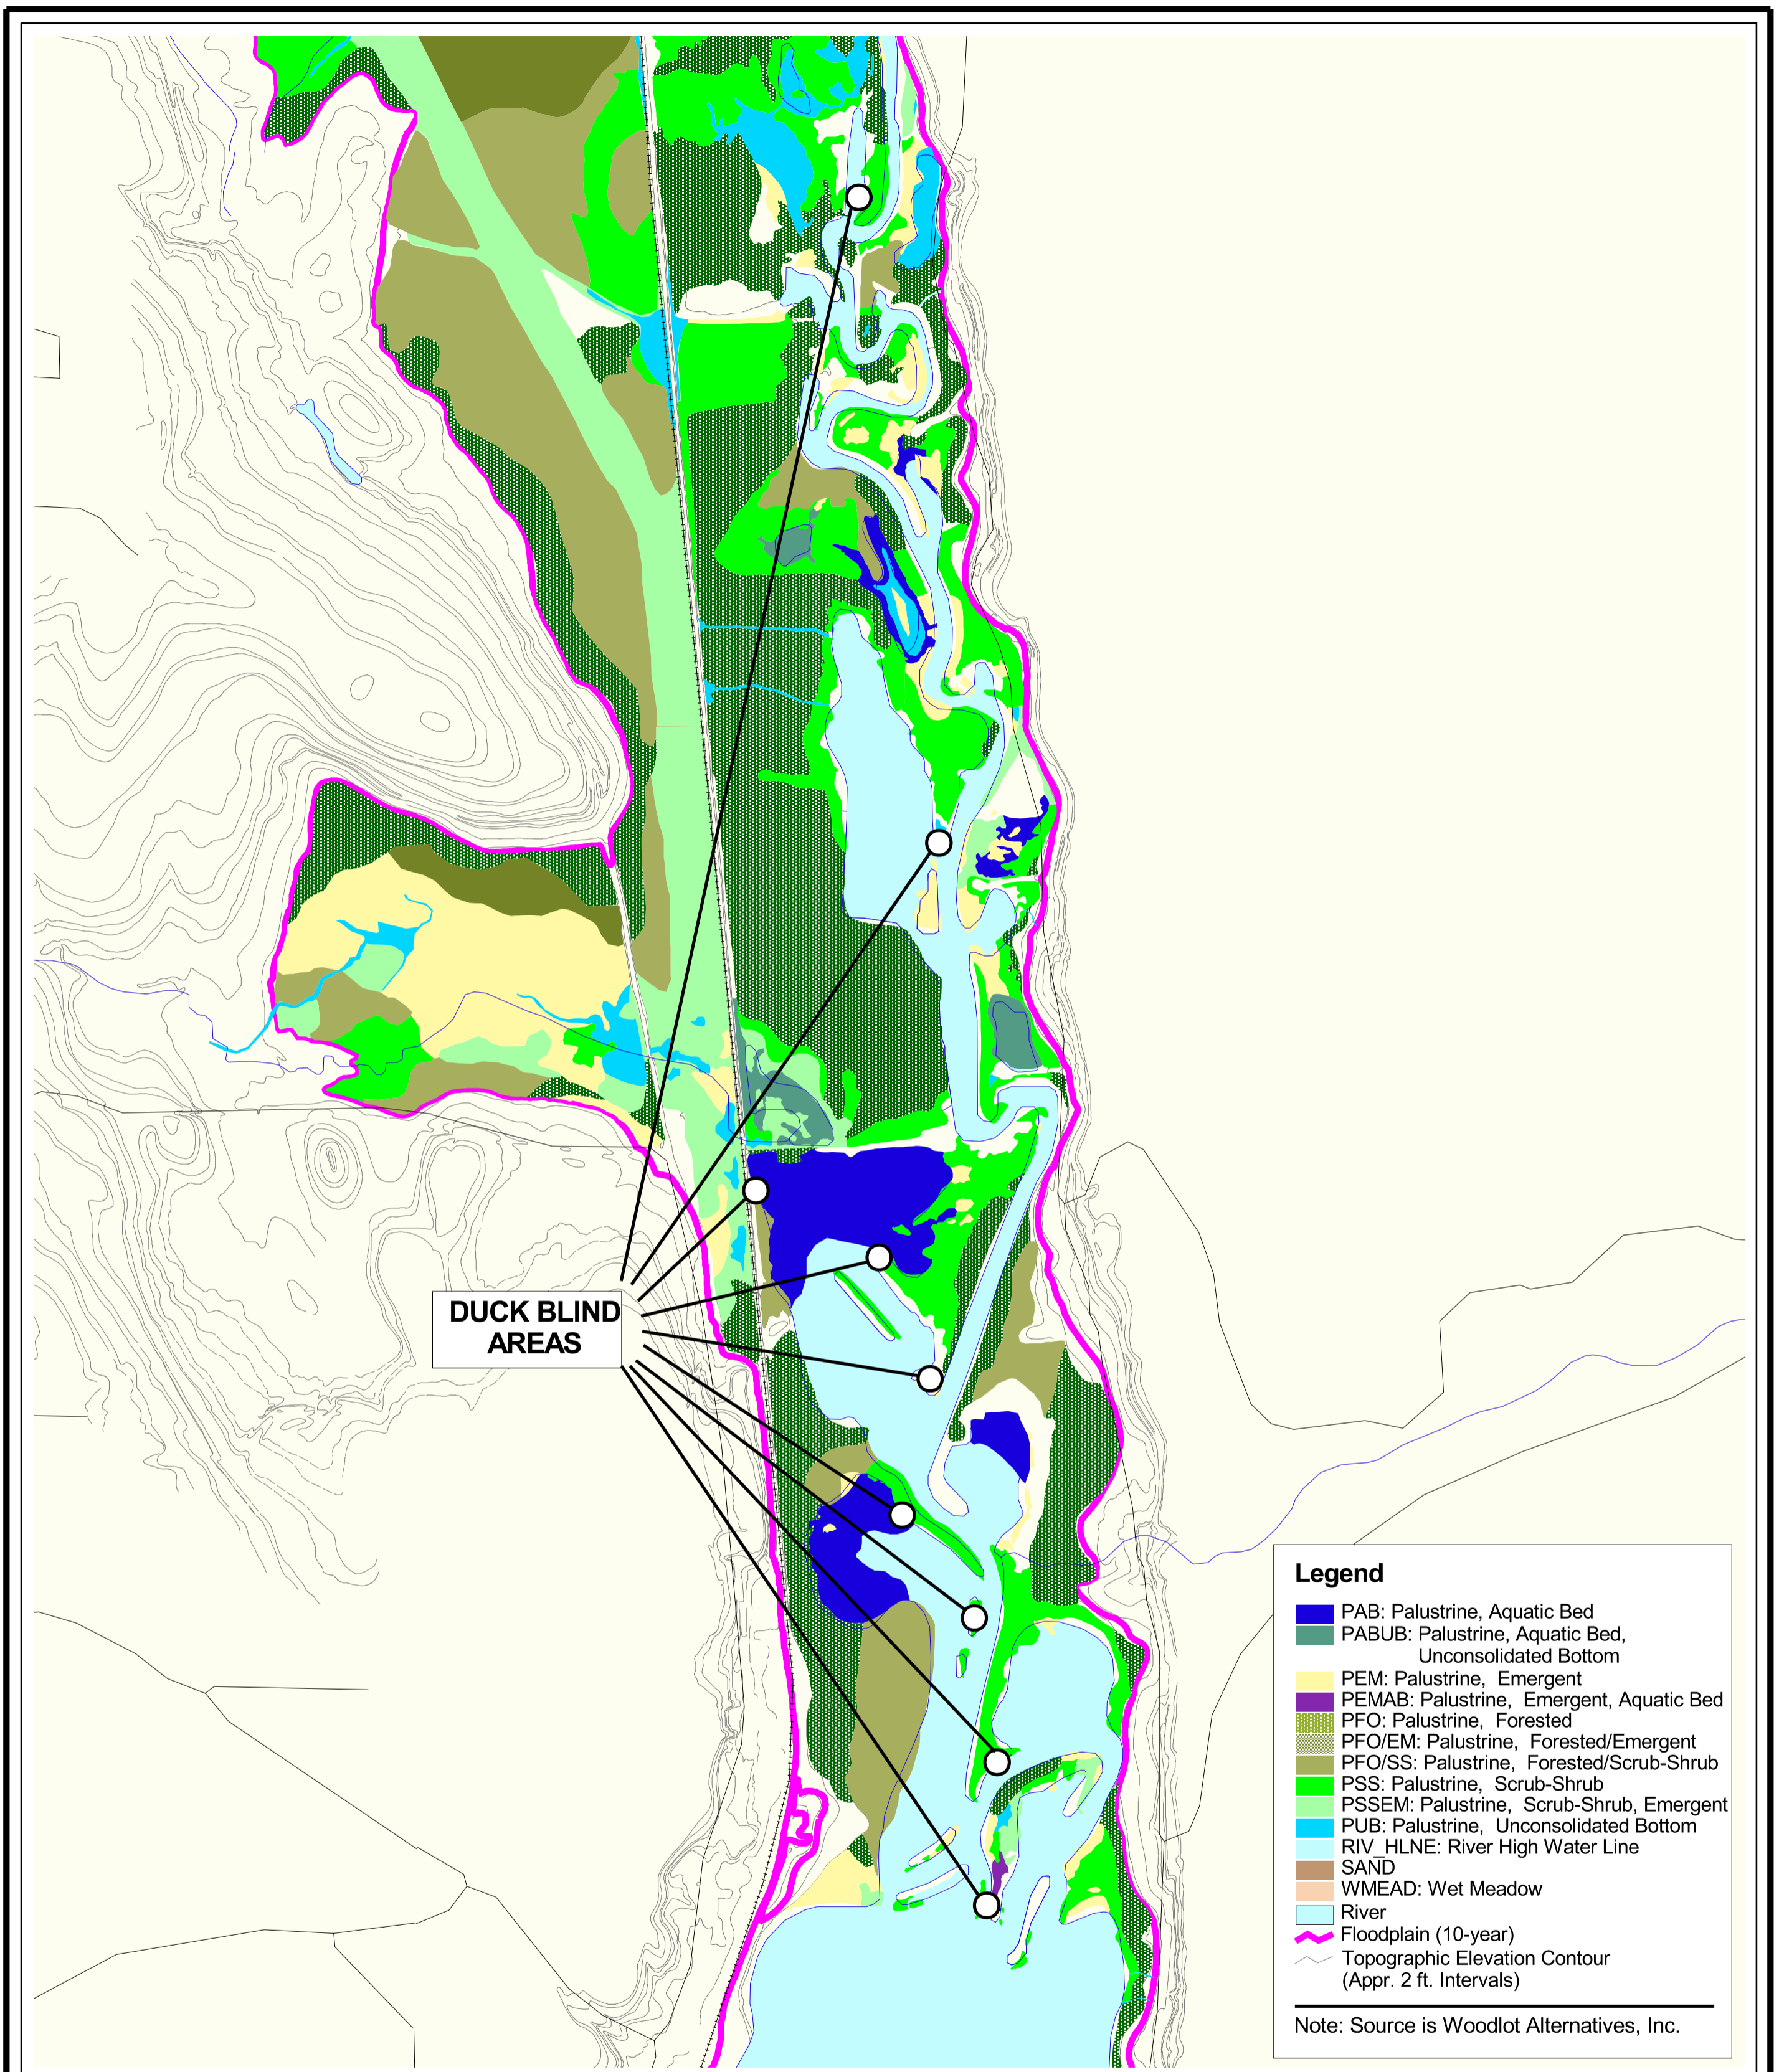 DUCK BLIND
AREAS
Legend
PAB: Palustrine, Aquatic Bed
PABUB: Palustrine, Aquatic Bed,
Unconsolidated Bottom
PEM: Palustrine, Emergent
PEMAB: Palustrine, Emergent, Aquatic Bed
PFO: Palustrine, Forested
PFO/EM: Palustrine, Forested/Emergent
PFO/SS: Palustrine, Forested/Scrub-Shrub
PSS: Palustrine, Scrub-Shrub
PSSEM: Palustrine, Scrub-Shrub, Emergent
PUB: Palustrine, Unconsolidated Bottom
RIV_HLNE: River High Water Line
SAND
WMEAD: Wet Meadow
River
Floodplain (10-year)
Topographic Elevation Contour
(Appr. 2 ft. Intervals)
Note: Source is Woodlot Alternatives, Inc.